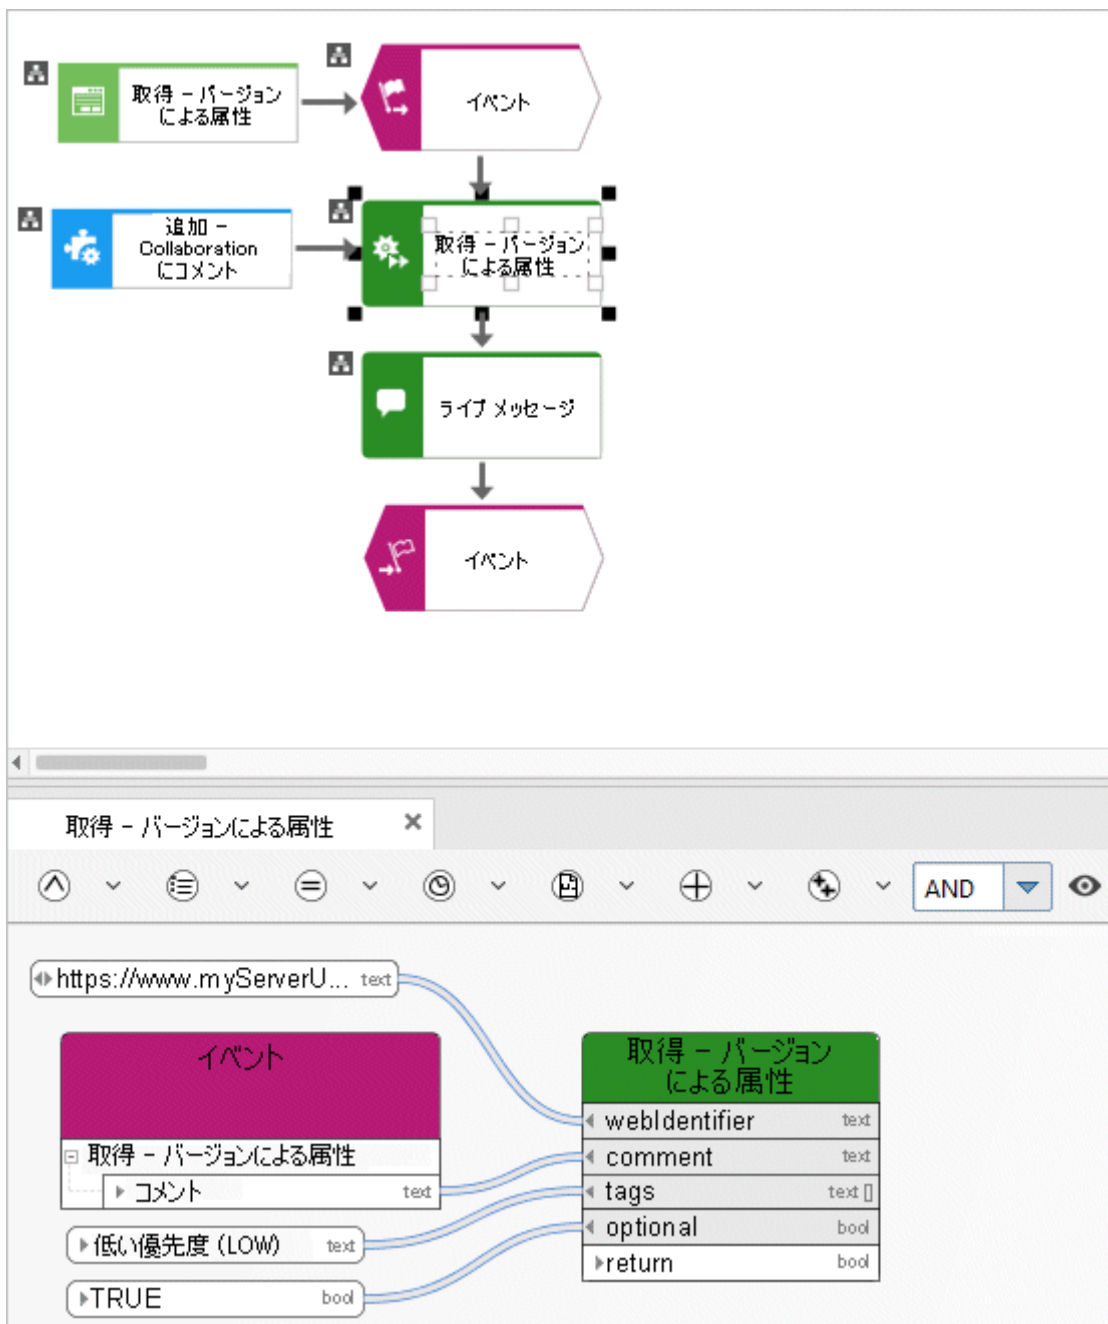 取得 – バージョン
による属性
イベント
追加 –
Collaboration
にコメント
取得 – バージョン
による属性
ライブ メッセージ
イベント
取得 – バージョンによる属性
AND
https://www.myServerU... text
イベント
取得 – バージョンによる属性
コメント text
低い優先度 (LOW) text
TRUE bool
取得 – バージョン
による属性
webIdentifier text
comment text
tags text []
optional bool
return bool